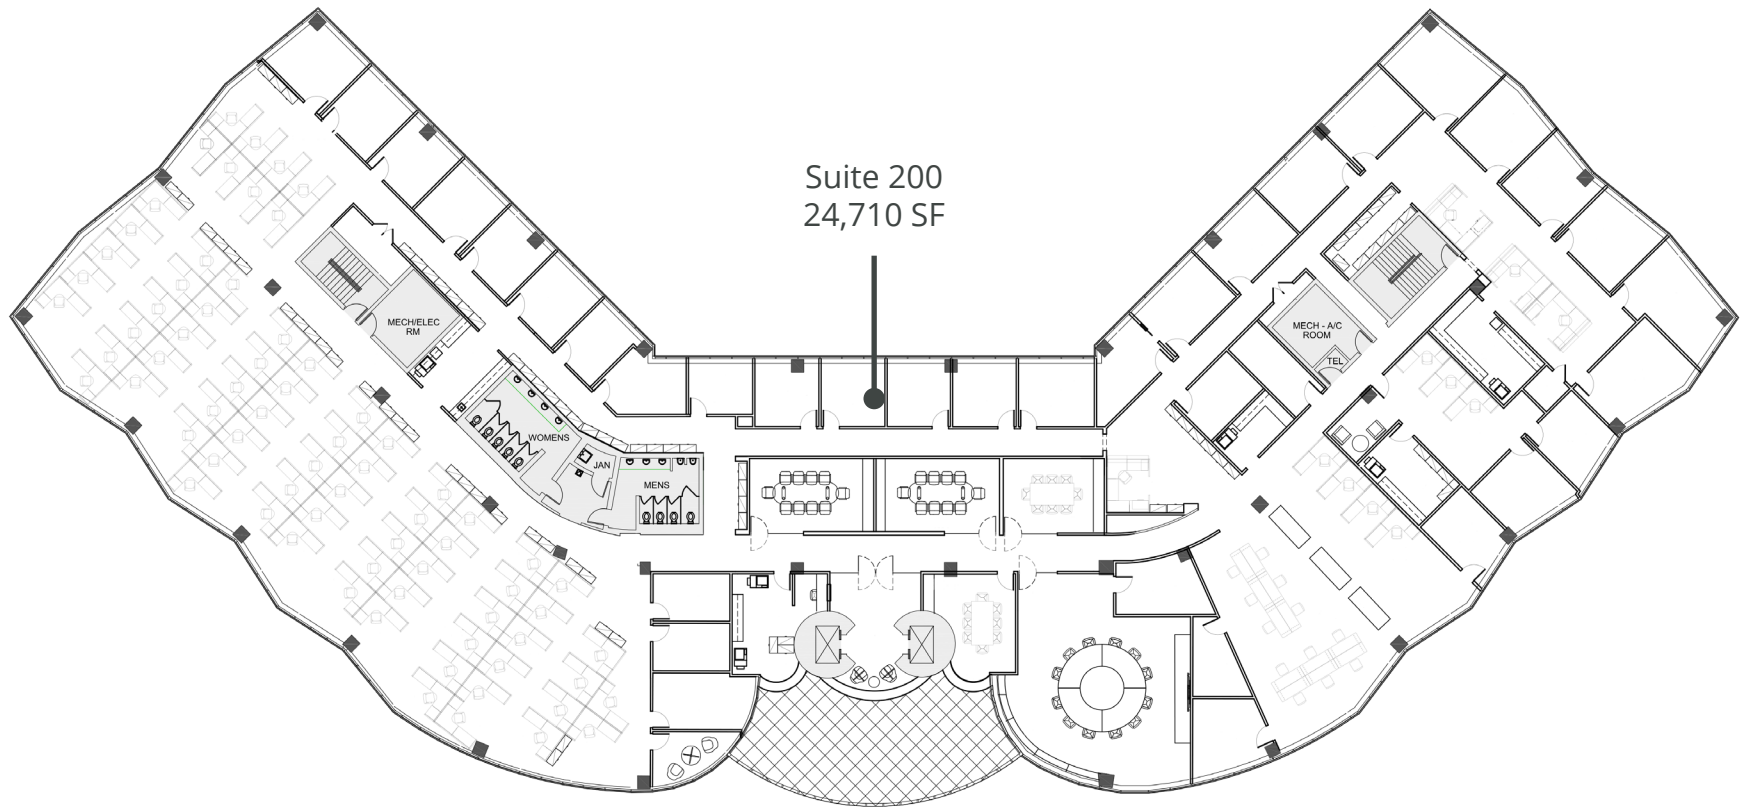 Suite 200
24,710 SF
MECH/ELEC
RM
MECH - A/C
ROOM
TEL
WOMENS
JAN
MENS